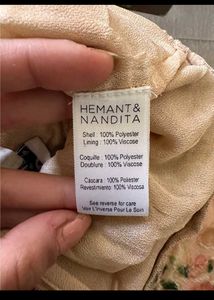 HEMANT &
NANDITA
Shell : 100% Polyester
Lining : 100% Viscose
Coquille : 100% Polyester
Doublure : 100% Viscose
Cascara : 100% Polyester
Revestimiento : 100% Viscosa
See reverse for care
Voir L'Inverse Pour Le Soin